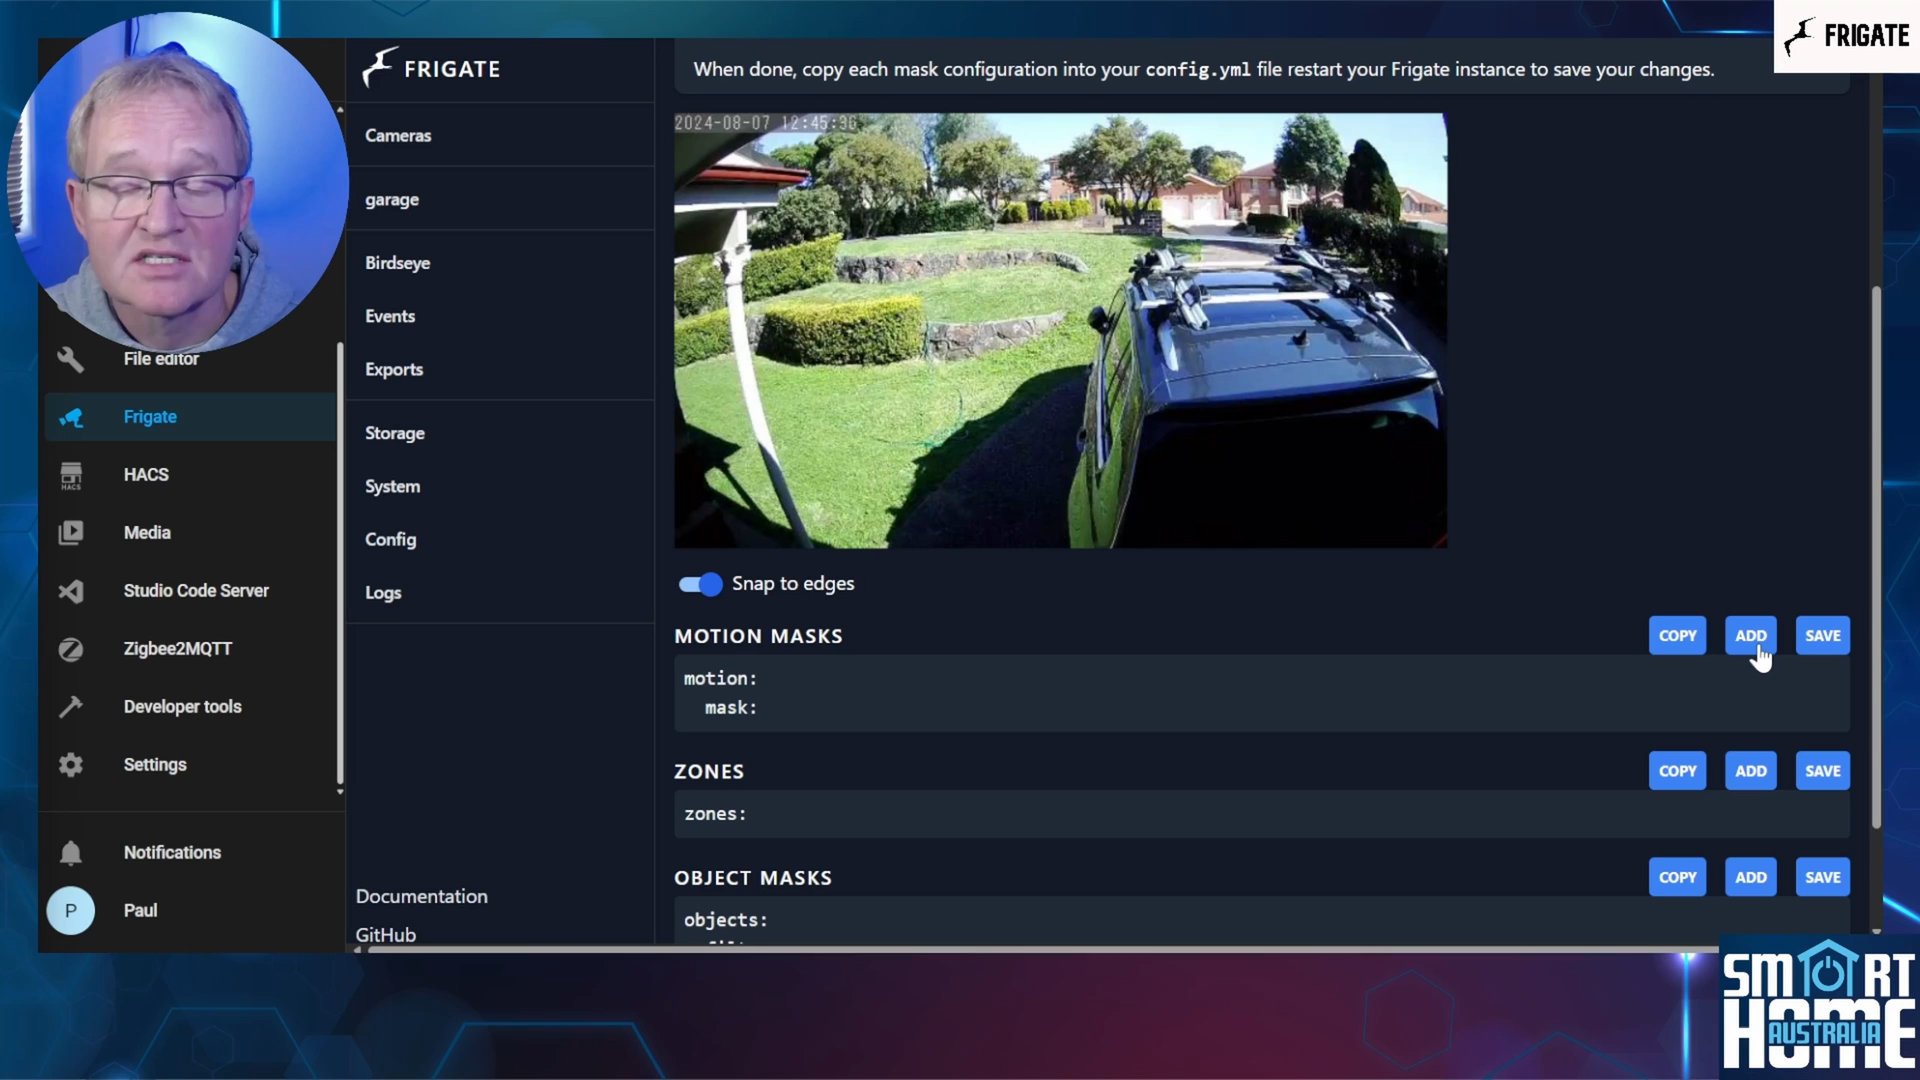 FRIGATE
FRIGATE
When done, copy each mask configuration into your config.yml file restart your Frigate instance to save your changes.
Cameras
garage
Birdseye
Events
Exports
Storage
System
Config
Logs
Documentation
GitHub
File editor
Frigate
HACS
HACS
Media
Studio Code Server
Zigbee2MQTT
Developer tools
Settings
Notifications
P
Paul
2024-08-07 12:45:36
Snap to edges
MOTION MASKS
COPY ADD SAVE
motion:
mask:
ZONES
COPY ADD SAVE
zones:
OBJECT MASKS
COPY ADD SAVE
objects:
SMART
HOME
AUSTRALIA